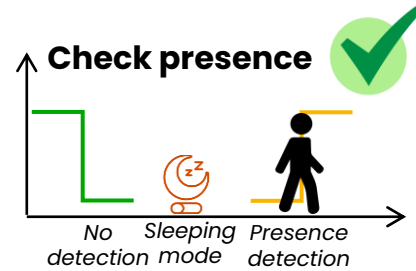 Check presence
z z
No
detection
Sleeping
mode
Presence
detection